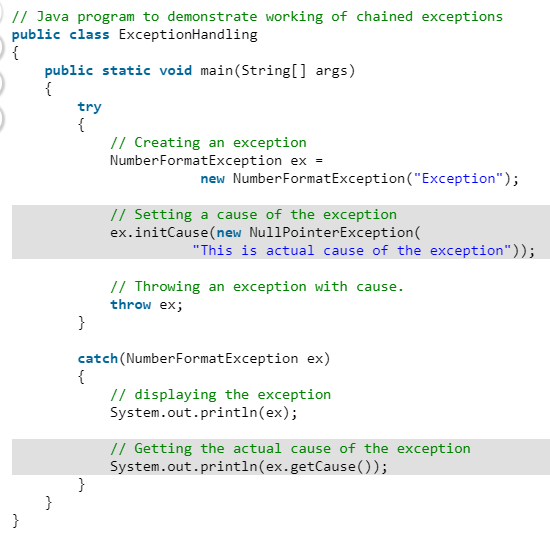 // Java program to demonstrate working of chained exceptions
public class ExceptionHandling
{
    public static void main(String[] args)
    {
        try
        {
            // Creating an exception
            NumberFormatException ex =
                       new NumberFormatException("Exception");
            // Setting a cause of the exception
            ex.initCause(new NullPointerException(
                      "This is actual cause of the exception"));
            // Throwing an exception with cause.
            throw ex;
        }
        catch(NumberFormatException ex)
        {
            // displaying the exception
            System.out.println(ex);
            // Getting the actual cause of the exception
            System.out.println(ex.getCause());
        }
    }
}